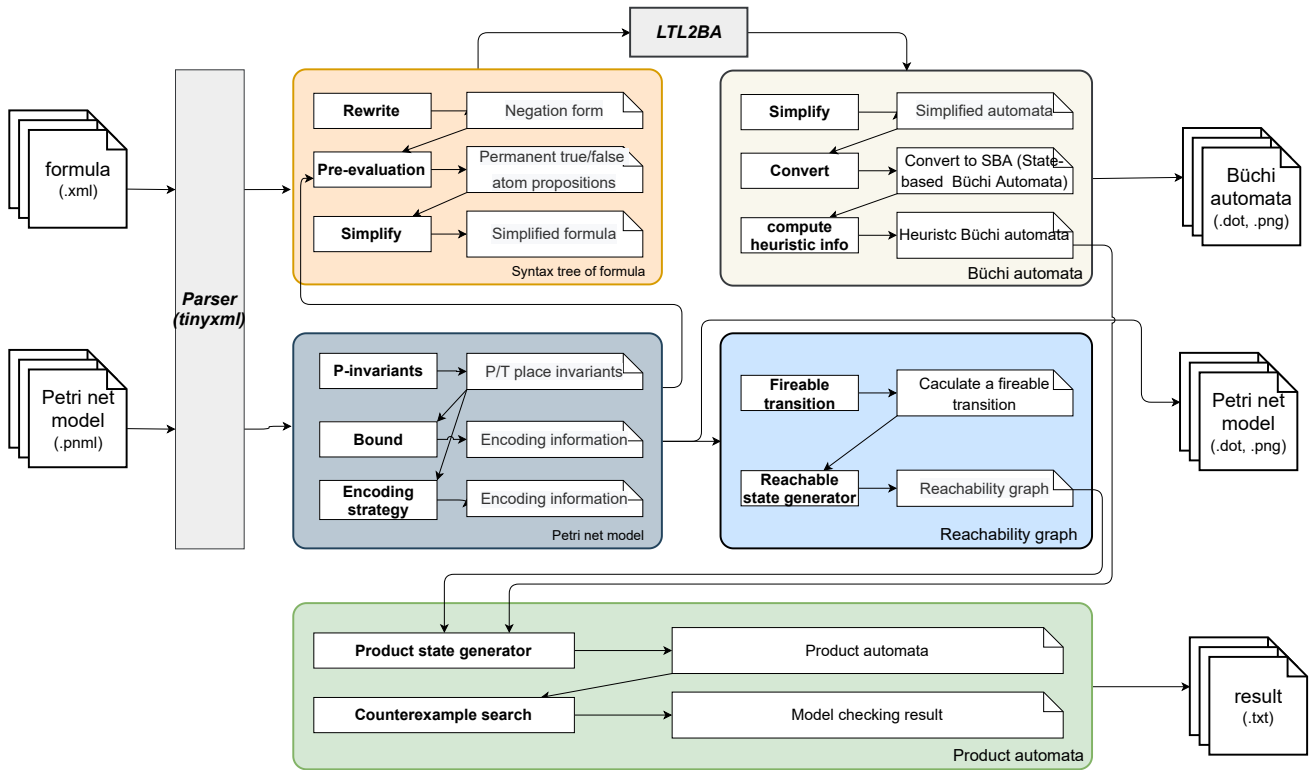 LTL2BA
formula
(.xml)
Petri net
model
(.pnml)
Parser
(tinyxml)
Rewrite
Negation form
Pre-evaluation
Permanent true/false
atom propositions
Simplify
Simplified formula
Syntax tree of formula
Simplify
Simplified automata
Convert
Convert to SBA (State-
based Büchi Automata)
compute
heuristic info
Heuristc Büchi automata
Büchi automata
Büchi
automata
(.dot, .png)
P-invariants
P/T place invariants
Bound
Encoding information
Encoding
strategy
Encoding information
Petri net model
Fireable
transition
Caculate a fireable
transition
Reachable
state generator
Reachability graph
Reachability graph
Petri net
model
(.dot, .png)
Product state generator
Product automata
Counterexample search
Model checking result
Product automata
result
(.txt)